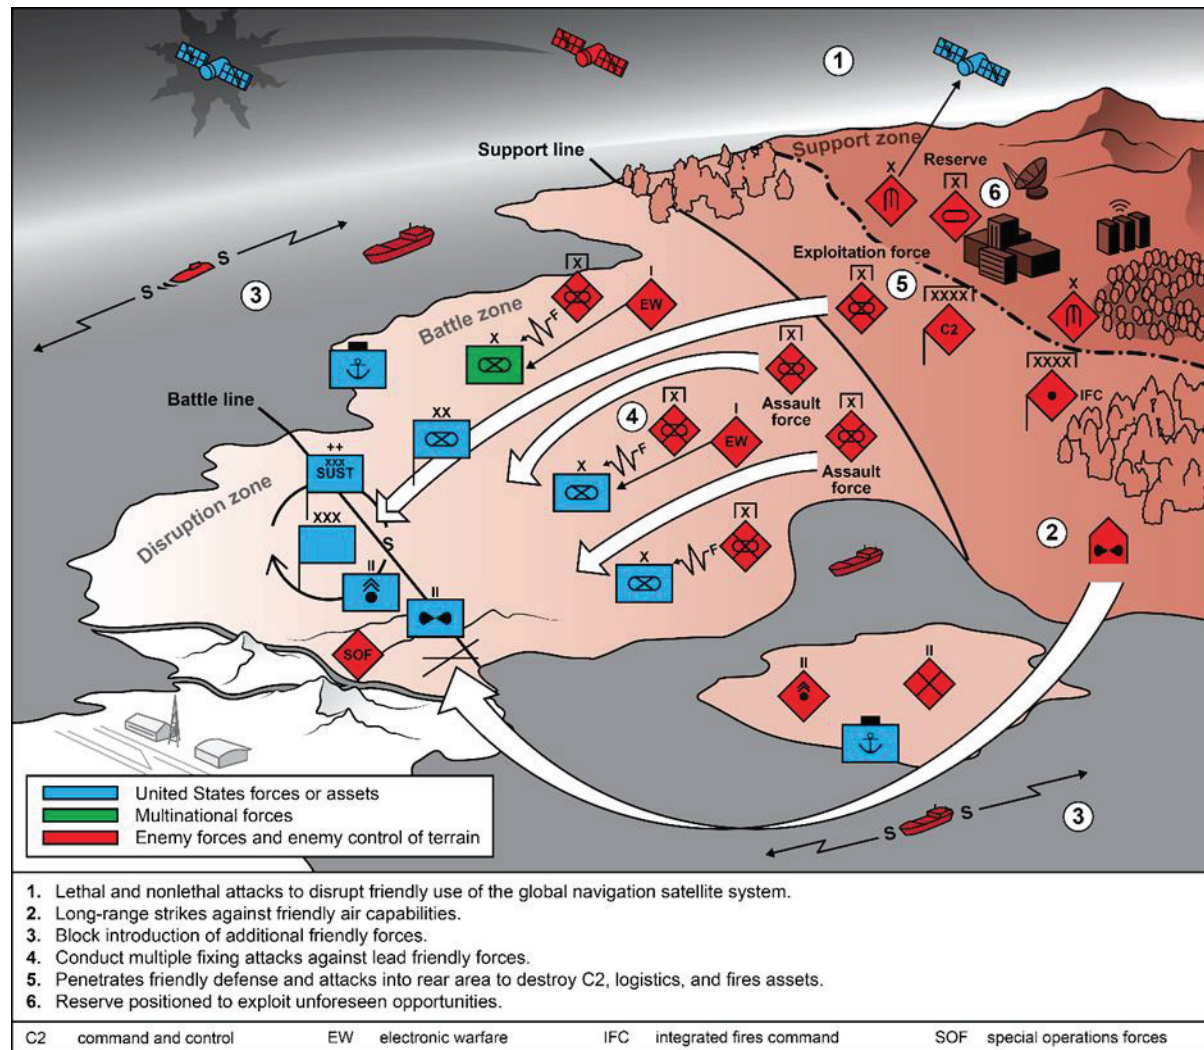 1
Support line
Support zone
X
Reserve
X
6
S
S
3
Exploitation force
X
5
XXXX
C2
X
X
I
EW
F
X
Battle zone
XXXX
IFC
X
Assault
force
X
Assault
force
4
X
I
EW
F
X
Battle line
XX
++
XXX
SUST
Disruption zone
XXX
S
II
II
X
F
X
2
SOF
II
II
S
S
3
United States forces or assets
Multinational forces
Enemy forces and enemy control of terrain
1. Lethal and nonlethal attacks to disrupt friendly use of the global navigation satellite system.
2. Long-range strikes against friendly air capabilities.
3. Block introduction of additional friendly forces.
4. Conduct multiple fixing attacks against lead friendly forces.
5. Penetrates friendly defense and attacks into rear area to destroy C2, logistics, and fires assets.
6. Reserve positioned to exploit unforeseen opportunities.
C2 command and control EW electronic warfare IFC integrated fires command SOF special operations forces